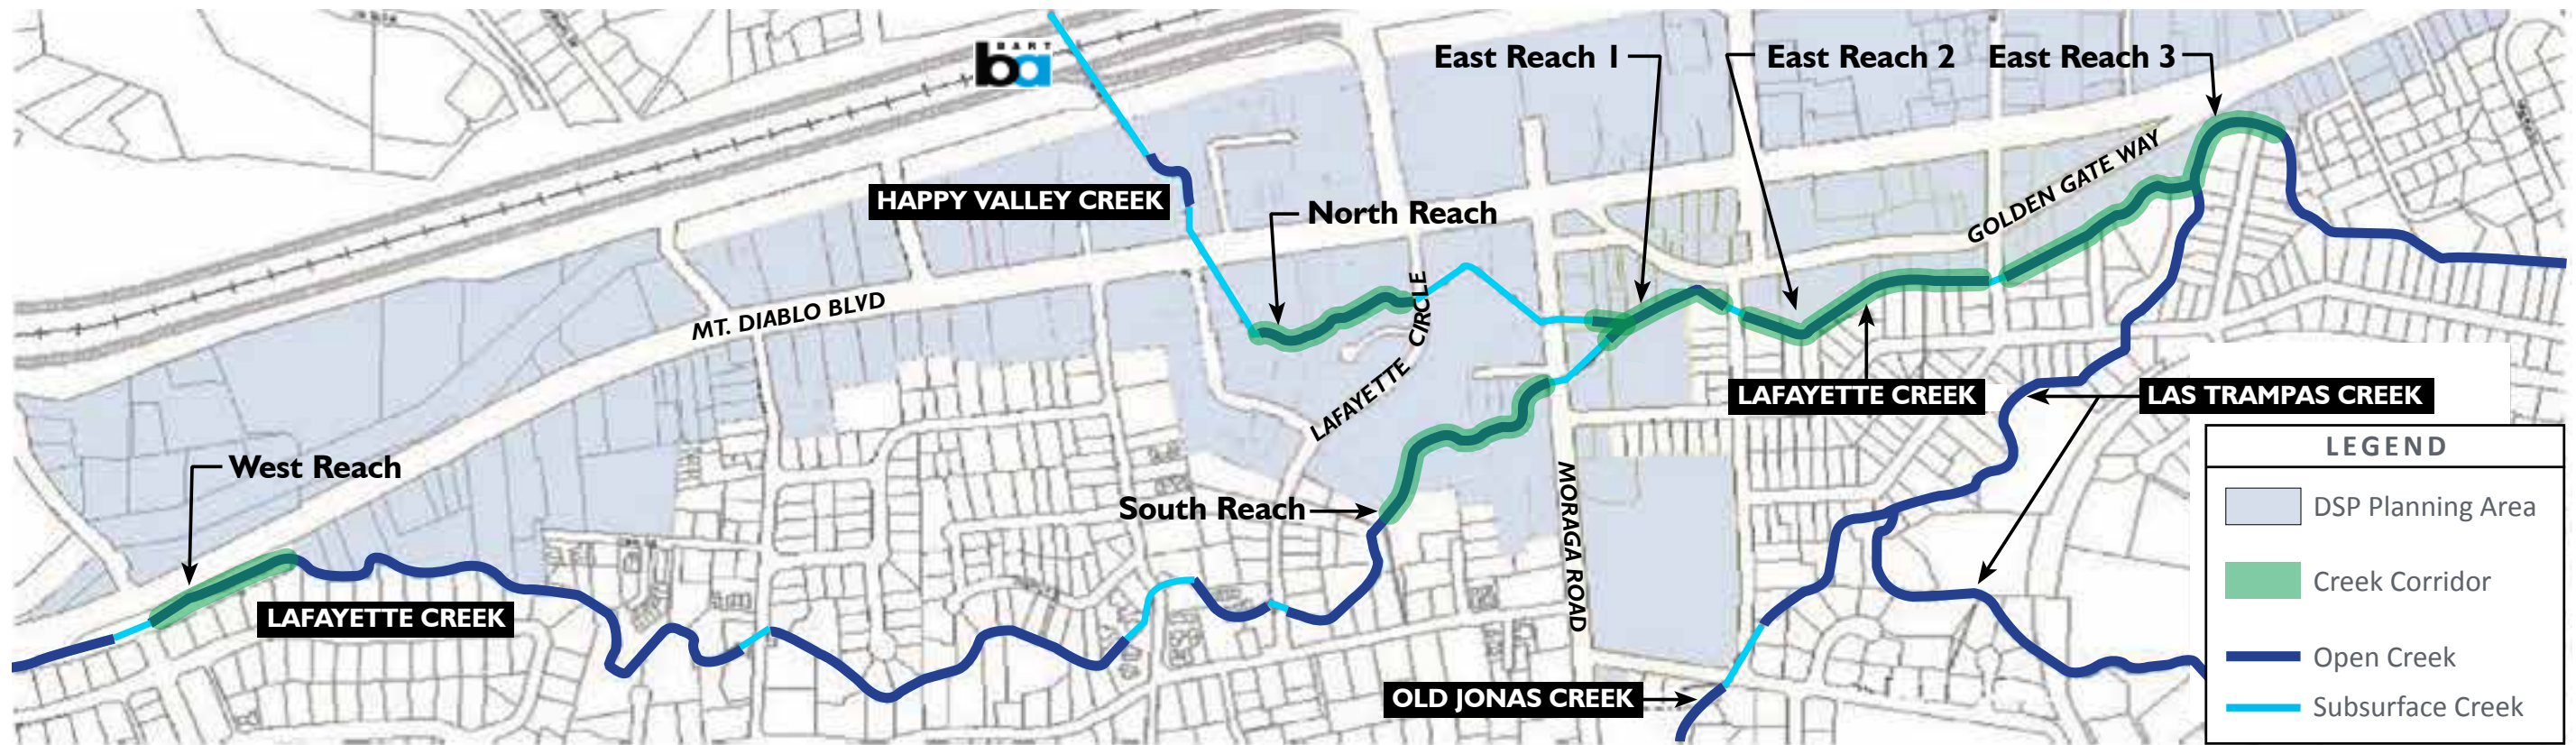 BART
ba
East Reach 1
East Reach 2
East Reach 3
HAPPY VALLEY CREEK
North Reach
GOLDEN GATE WAY
MT. DIABLO BLVD
LAFAYETTE CIRCLE
LAFAYETTE CREEK
LAS TRAMPAS CREEK
West Reach
South Reach
MORAGA ROAD
LAFAYETTE CREEK
OLD JONAS CREEK
LEGEND
DSP Planning Area
Creek Corridor
Open Creek
Subsurface Creek